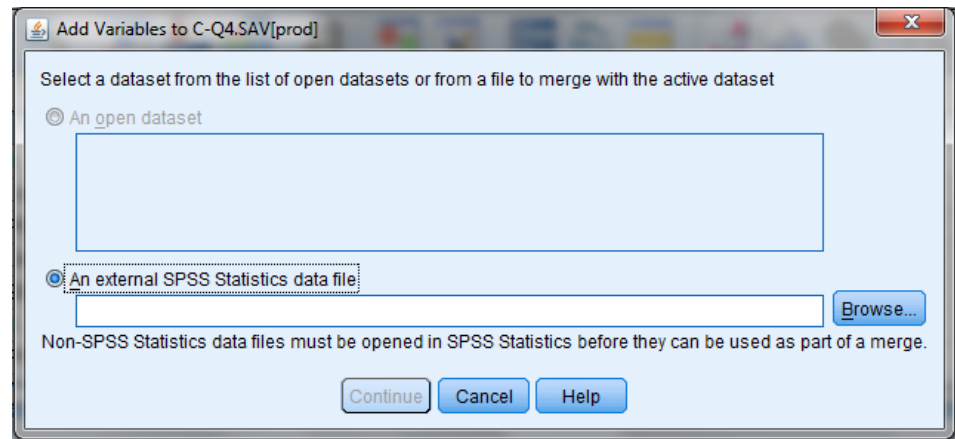 Add Variables to C-Q4.SAV[prod]
Select a dataset from the list of open datasets or from a file to merge with the active dataset
An open dataset
An external SPSS Statistics data file
Browse...
Non-SPSS Statistics data files must be opened in SPSS Statistics before they can be used as part of a merge.
Continue Cancel Help